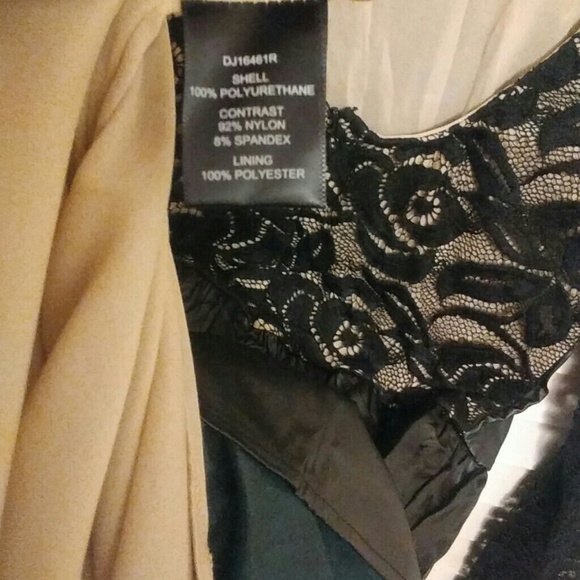 DJ16461R
SHELL
100% POLYURETHANE
CONTRAST
92% NYLON
8% SPANDEX
LINING
100% POLYESTER